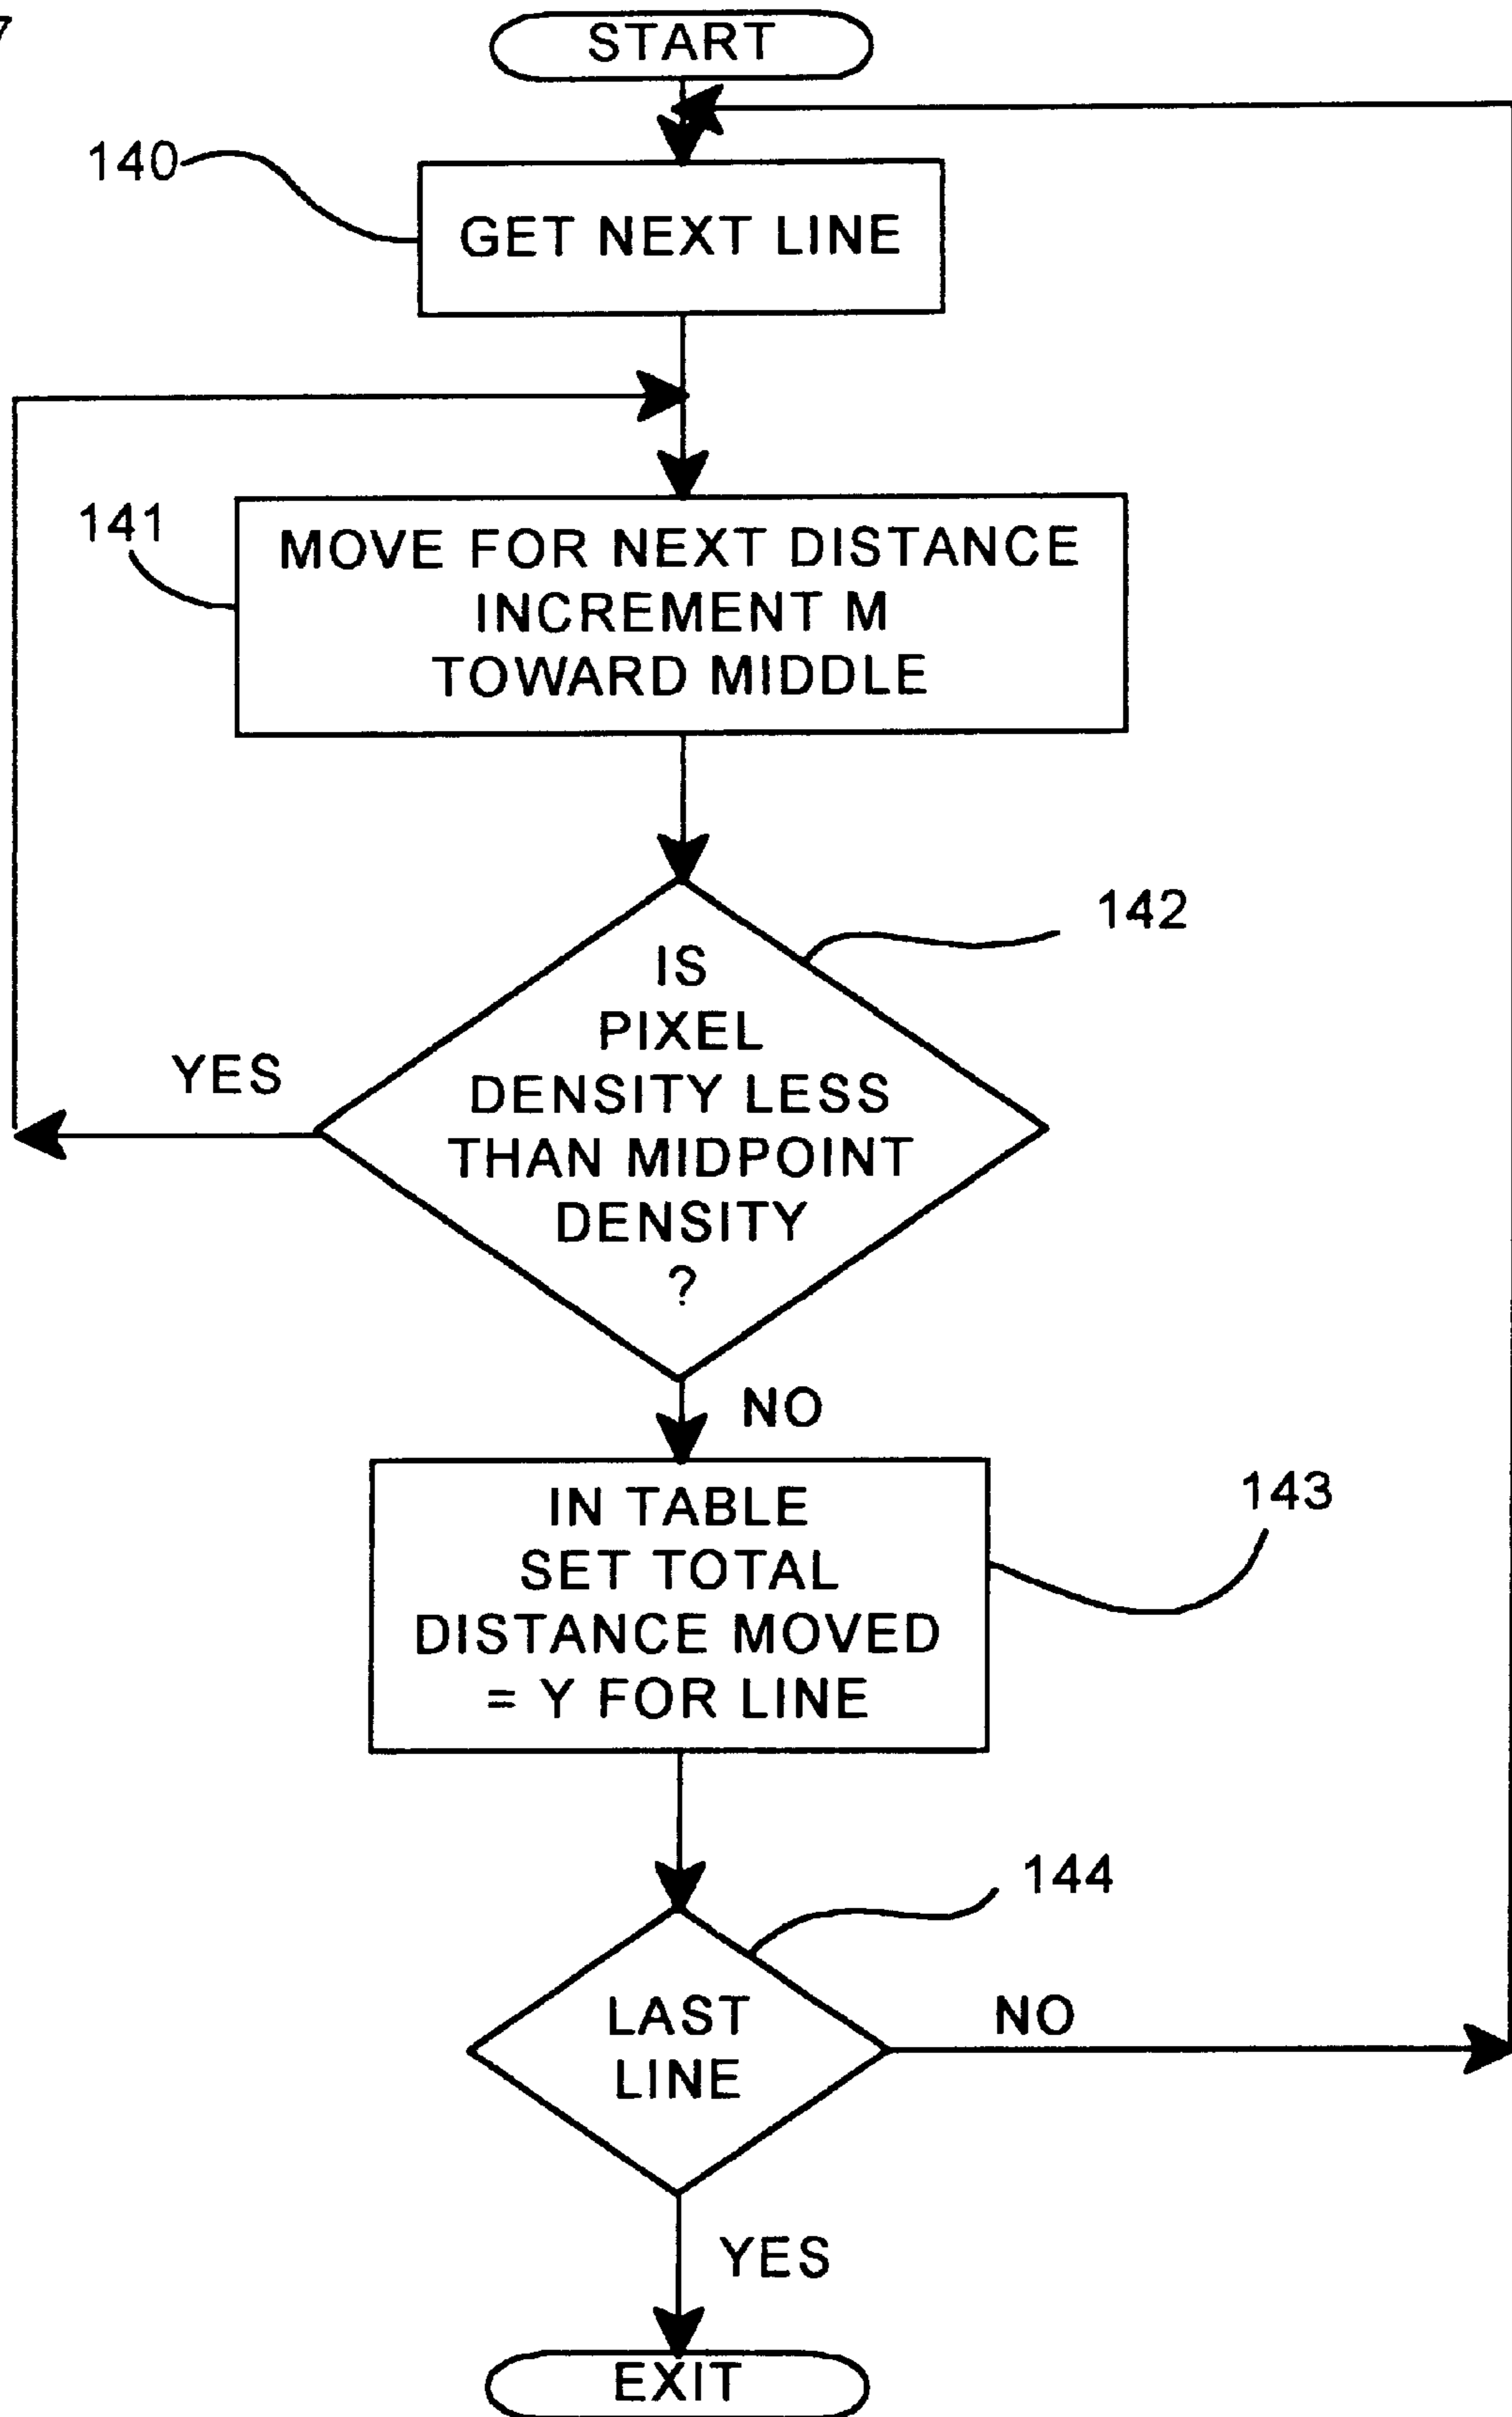 START
140
GET NEXT LINE
141
MOVE FOR NEXT DISTANCE
INCREMENT M
TOWARD MIDDLE
142
IS
PIXEL
DENSITY LESS
THAN MIDPOINT
DENSITY
?
YES
NO
IN TABLE
SET TOTAL
DISTANCE MOVED
= Y FOR LINE
143
144
LAST
LINE
NO
YES
EXIT